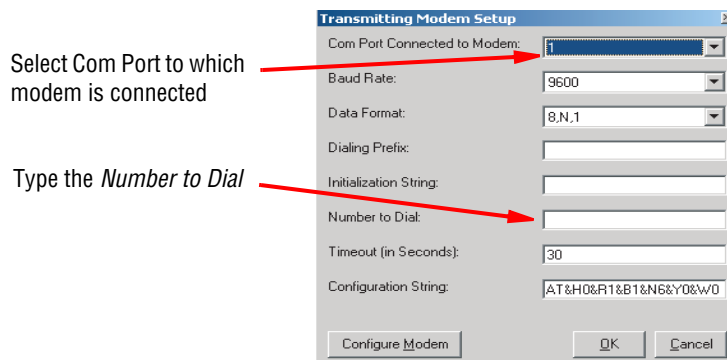 Transmitting Modem Setup
Select Com Port to which
modem is connected
Com Port Connected to Modem:
1
Baud Rate:
9600
Data Format:
8,N,1
Dialing Prefix:
Type the Number to Dial
Initialization String:
Number to Dial:
Timeout (in Seconds):
30
Configuration String:
AT&H0&R1&B1&N6&Y0&W0
Configure Modem
OK
Cancel